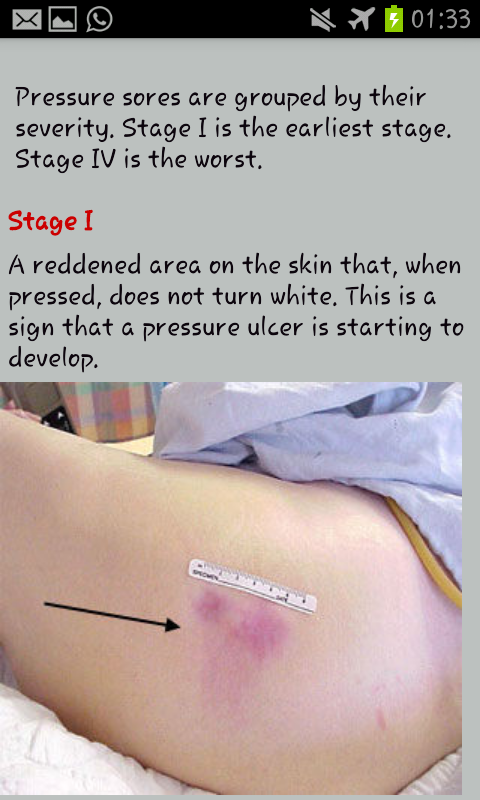 01:33
Pressure sores are grouped by their
severity. Stage I is the earliest stage.
Stage IV is the worst.
Stage I
A reddened area on the skin that, when
pressed, does not turn white. This is a
sign that a pressure ulcer is starting to
develop.
SPECIMEN DATE